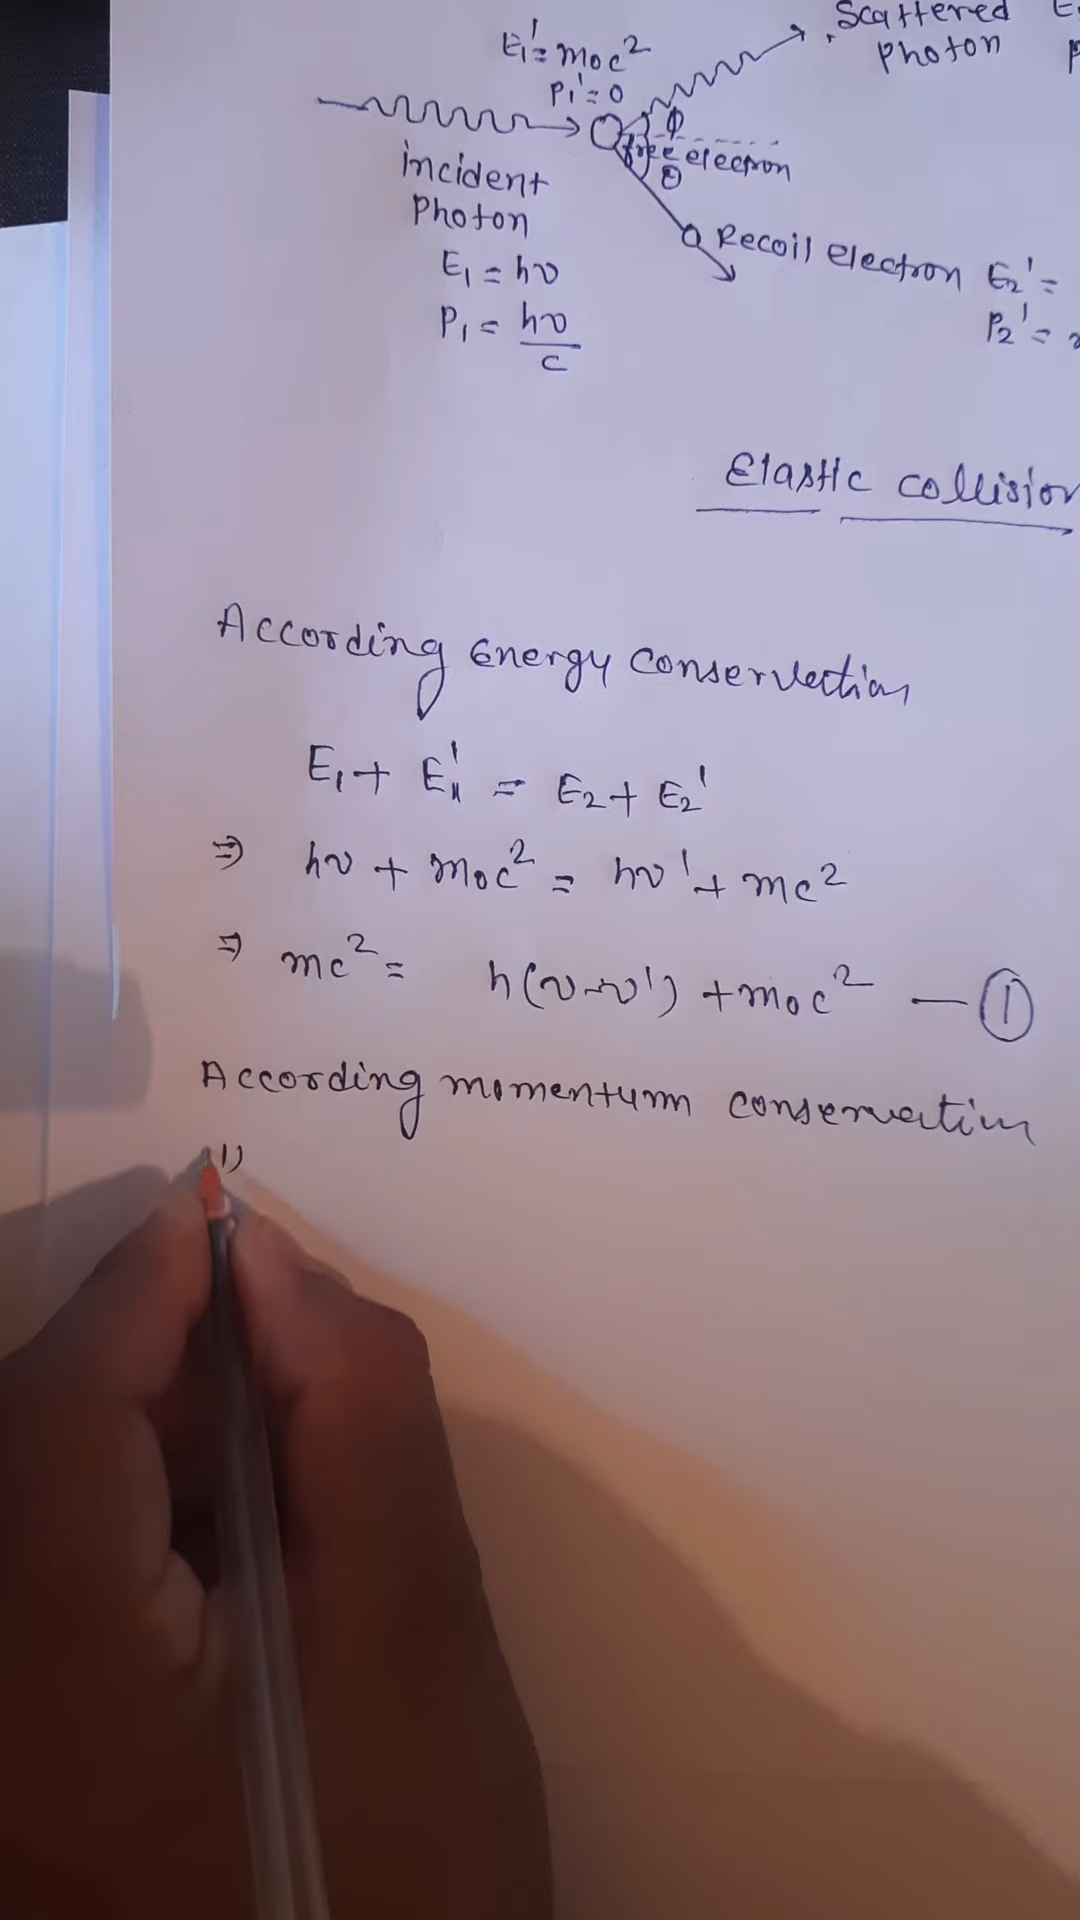 E₁' = m₀c²
P₁' = 0
Scattered
Photon
ϕ
free electron
θ
incident
Photon
E₁ = hν
P₁ = hν/c
Recoil electron E₂' =
P₂' =
Elastic collision
According Energy conservation
E₁ + E₁' = E₂ + E₂'
⇒ hν + m₀c² = hν' + mc²
⇒ mc² = h(ν-ν') + m₀c² — ①
According momentum conservation